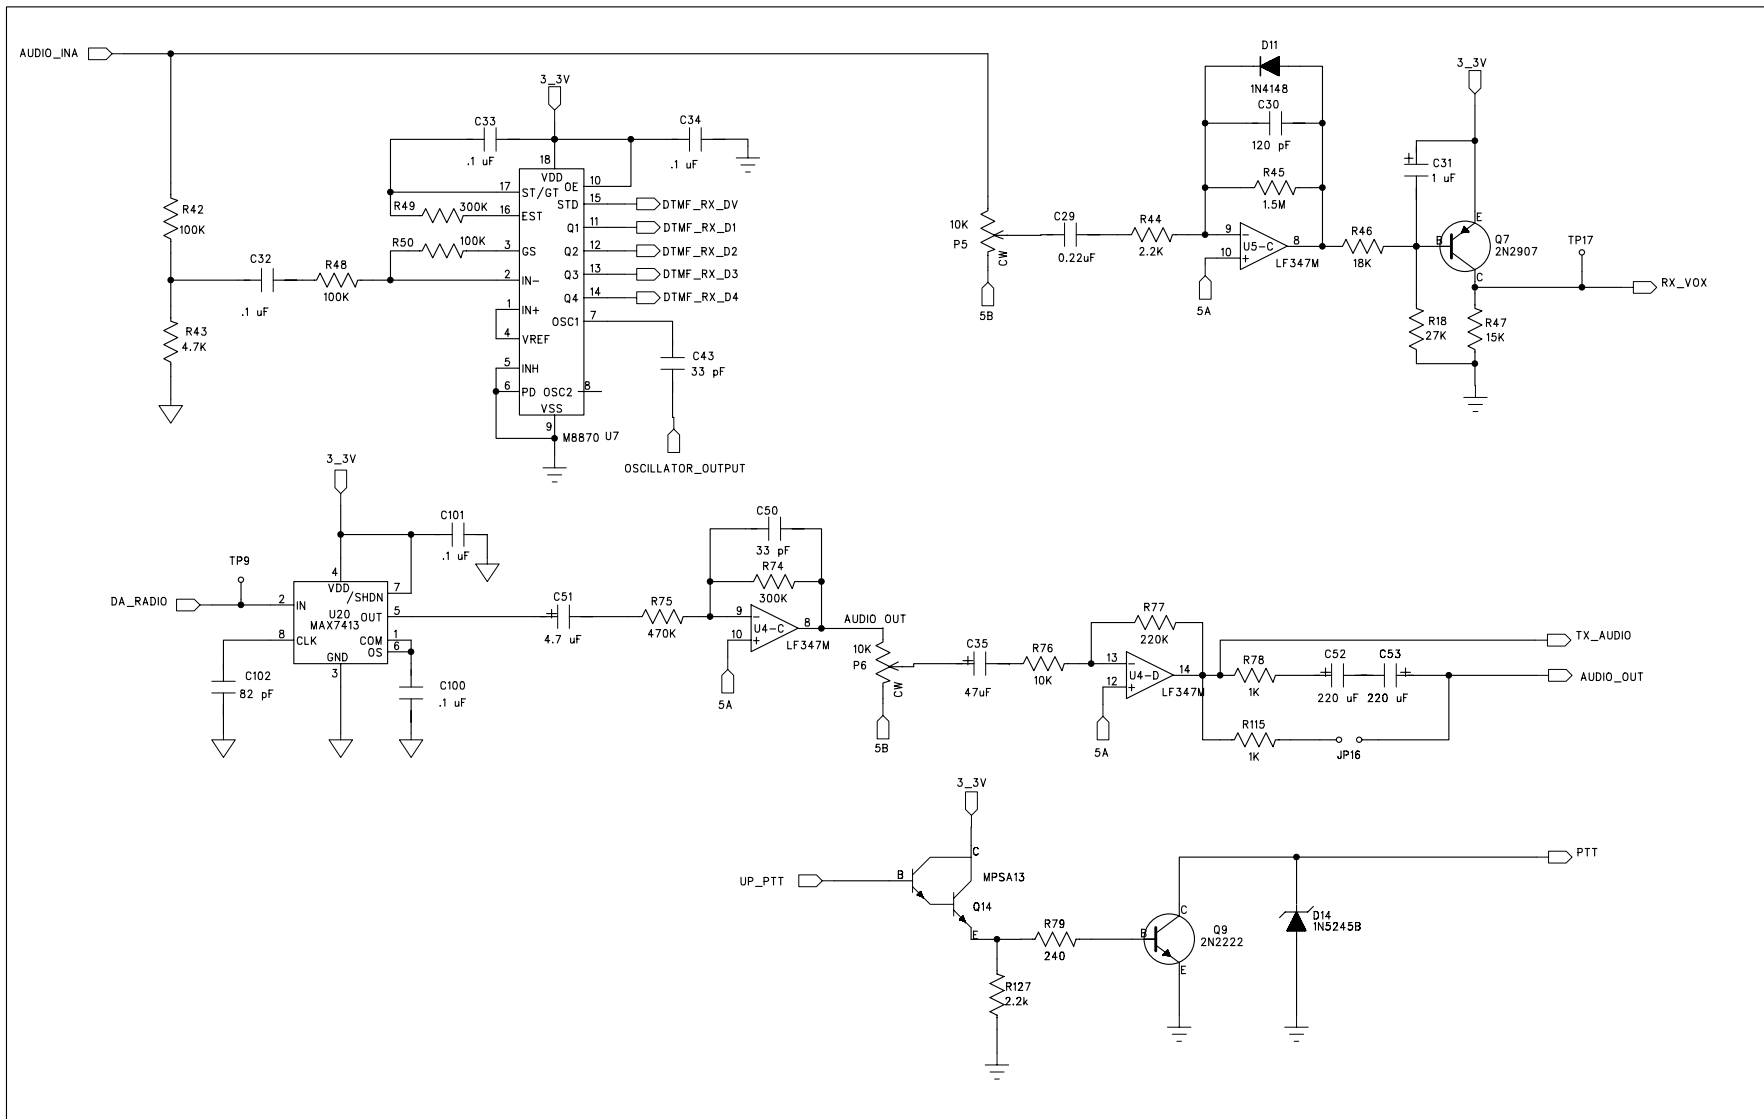 AUDIO_INA
R42
100K
C32
.1 uF
R48
100K
R43
4.7K
3_3V
C33
.1 uF
C34
.1 uF
R49
300K
R50
100K
18
VDD
17
ST/GT
OE
10
STD
15
DTMF_RX_DV
16
EST
Q1
11
DTMF_RX_D1
3
GS
Q2
12
DTMF_RX_D2
2
IN-
Q3
13
DTMF_RX_D3
Q4
14
DTMF_RX_D4
1
IN+
OSC1
7
4
VREF
5
INH
6
PD
OSC2
8
VSS
9
M8870 U7
C43
33 pF
OSCILLATOR_OUTPUT
10K
P5
CW
5B
C29
0.22uF
R44
2.2K
D11
1N4148
C30
120 pF
R45
1.5M
9
-
10
+
U5-C
8
LF347M
5A
R46
18K
3_3V
C31
1 uF
+
E
B
C
Q7
2N2907
TP17
RX_VOX
R18
27K
R47
15K
3_3V
C101
.1 uF
TP9
DA_RADIO
2
IN
4
VDD
/SHDN
7
U20
MAX7413
OUT
5
8
CLK
COM
1
OS
6
GND
3
C102
82 pF
C100
.1 uF
C51
+
4.7 uF
R75
470K
C50
33 pF
R74
300K
9
-
10
+
U4-C
8
LF347M
5A
AUDIO_OUT
10K
P6
CW
5B
C35
+
47uF
R76
10K
R77
220K
13
-
12
+
U4-D
14
LF347M
5A
TX_AUDIO
R78
1K
C52
+
220 uF
C53
+
220 uF
AUDIO_OUT
R115
1K
JP16
3_3V
UP_PTT
B
C
MPSA13
Q14
E
R79
240
R127
2.2k
B
C
E
Q9
2N2222
D14
1N5245B
PTT